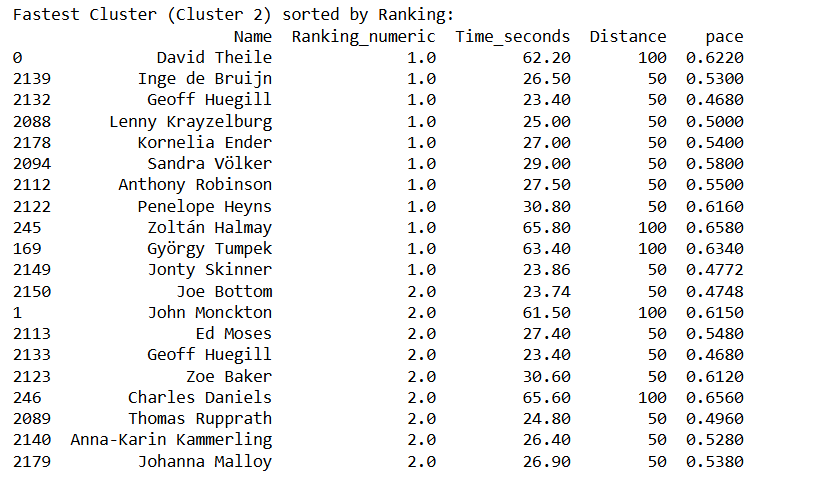 Fastest Cluster (Cluster 2) sorted by Ranking:
Name Ranking_numeric Time_seconds Distance pace
0 David Theile 1.0 62.20 100 0.6220
2139 Inge de Bruijn 1.0 26.50 50 0.5300
2132 Geoff Huegill 1.0 23.40 50 0.4680
2088 Lenny Krayzelburg 1.0 25.00 50 0.5000
2178 Kornelia Ender 1.0 27.00 50 0.5400
2094 Sandra Völker 1.0 29.00 50 0.5800
2112 Anthony Robinson 1.0 27.50 50 0.5500
2122 Penelope Heyns 1.0 30.80 50 0.6160
245 Zoltán Halmay 1.0 65.80 100 0.6580
169 György Tumpek 1.0 63.40 100 0.6340
2149 Jonty Skinner 1.0 23.86 50 0.4772
2150 Joe Bottom 2.0 23.74 50 0.4748
1 John Monckton 2.0 61.50 100 0.6150
2113 Ed Moses 2.0 27.40 50 0.5480
2133 Geoff Huegill 2.0 23.40 50 0.4680
2123 Zoe Baker 2.0 30.60 50 0.6120
246 Charles Daniels 2.0 65.60 100 0.6560
2089 Thomas Rupprath 2.0 24.80 50 0.4960
2140 Anna-Karin Kammerling 2.0 26.40 50 0.5280
2179 Johanna Malloy 2.0 26.90 50 0.5380